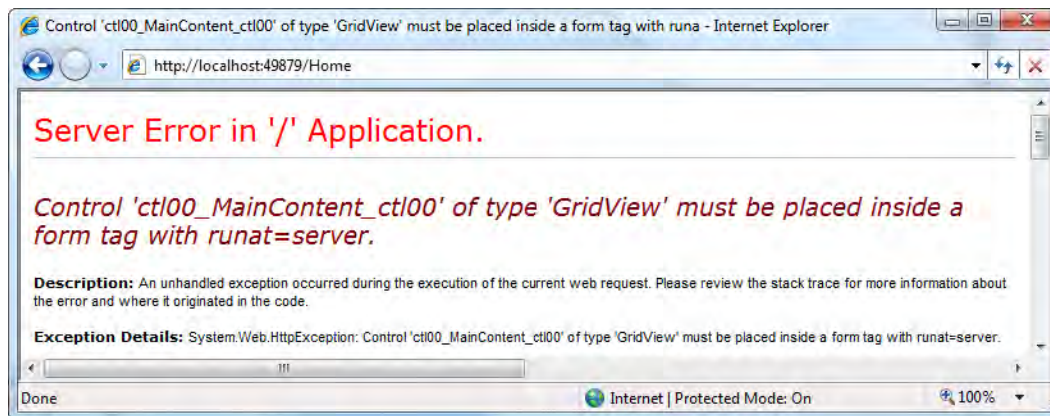 Control 'ctl00_MainContent_ctl00' of type 'GridView' must be placed inside a form tag with runa - Internet Explorer
http://localhost:49879/Home
Server Error in '/' Application.
Control 'ctl00_MainContent_ctl00' of type 'GridView' must be placed inside a
form tag with runat=server.
Description: An unhandled exception occurred during the execution of the current web request. Please review the stack trace for more information about
the error and where it originated in the code.
Exception Details: System.Web.HttpException: Control 'ctl00_MainContent_ctl00' of type 'GridView' must be placed inside a form tag with runat=server.
Done
Internet | Protected Mode: On
100%